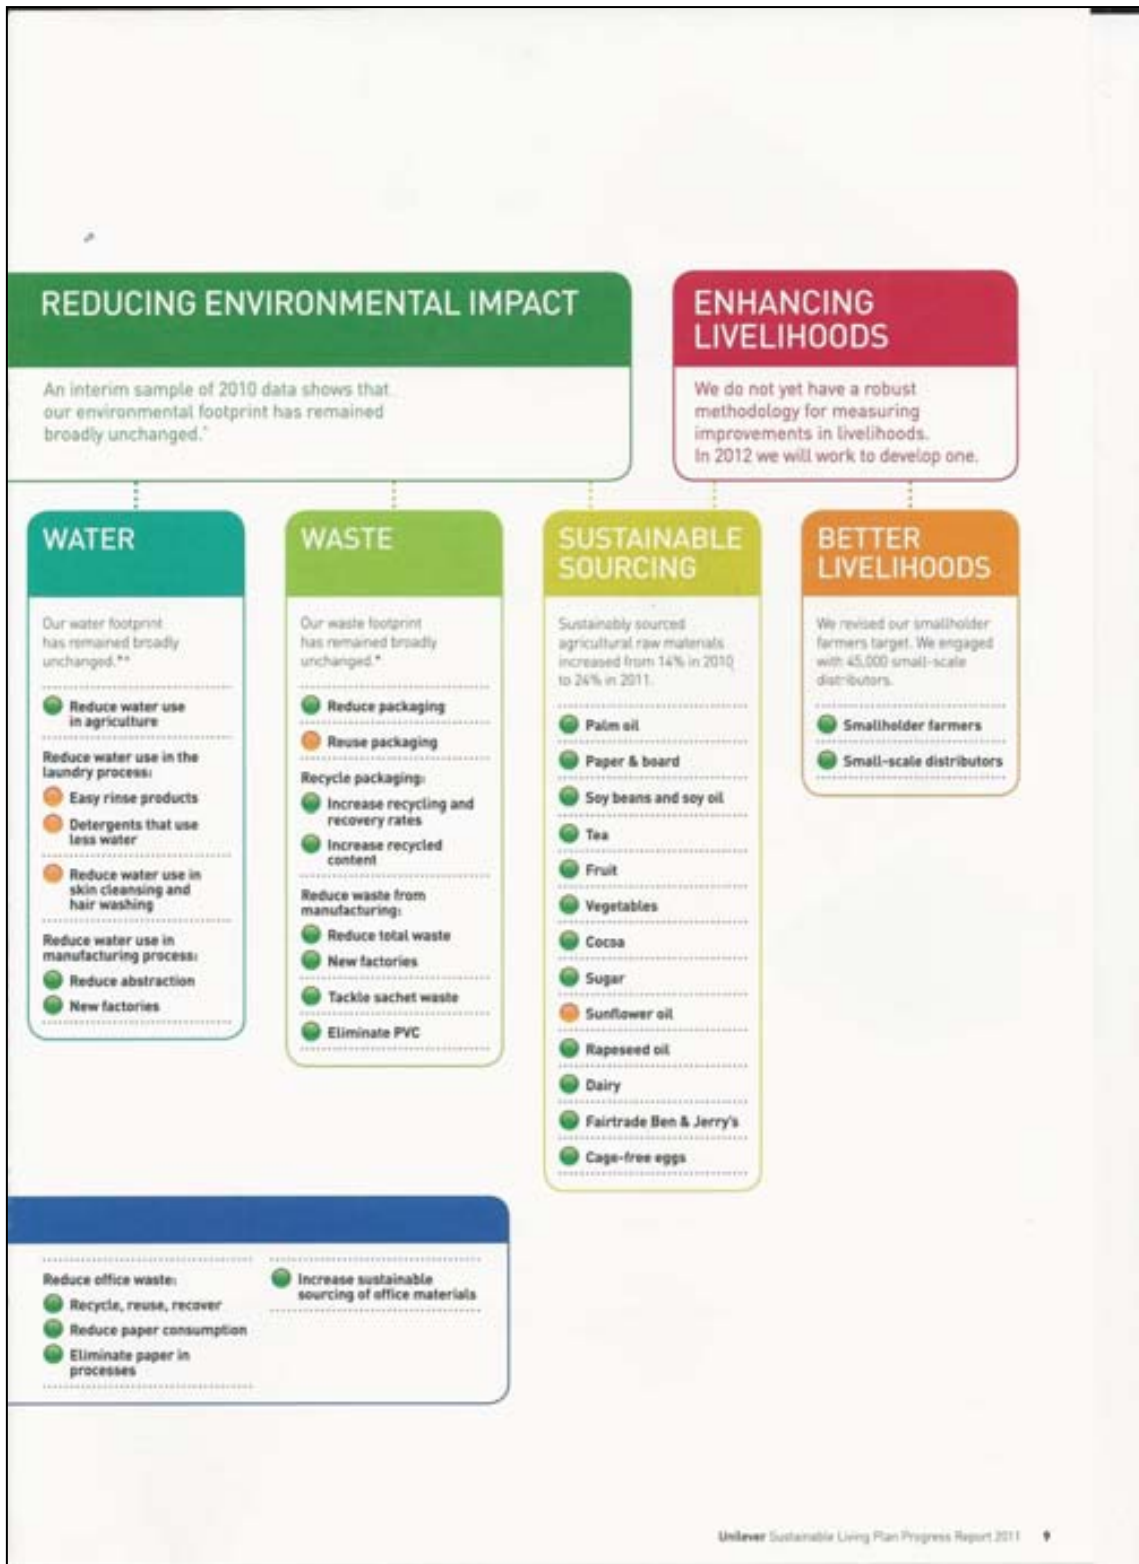 REDUCING ENVIRONMENTAL IMPACT
An interim sample of 2010 data shows that
our environmental footprint has remained
broadly unchanged.*
ENHANCING
LIVELIHOODS
We do not yet have a robust
methodology for measuring
improvements in livelihoods.
In 2012 we will work to develop one.
WATER
Our water footprint
has remained broadly
unchanged.**
Reduce water use
in agriculture
Reduce water use in the
laundry process:
Easy rinse products
Detergents that use
less water
Reduce water use in
skin cleansing and
hair washing
Reduce water use in
manufacturing process:
Reduce abstraction
New factories
WASTE
Our waste footprint
has remained broadly
unchanged.*
Reduce packaging
Reuse packaging
Recycle packaging:
Increase recycling and
recovery rates
Increase recycled
content
Reduce waste from
manufacturing:
Reduce total waste
New factories
Tackle sachet waste
Eliminate PVC
SUSTAINABLE
SOURCING
Sustainably sourced
agricultural raw materials
increased from 14% in 2010
to 24% in 2011.
Palm oil
Paper & board
Soy beans and soy oil
Tea
Fruit
Vegetables
Cocoa
Sugar
Sunflower oil
Rapeseed oil
Dairy
Fairtrade Ben & Jerry's
Cage-free eggs
BETTER
LIVELIHOODS
We revised our smallholder
farmers target. We engaged
with 45,000 small-scale
distributors.
Smallholder farmers
Small-scale distributors
Reduce office waste:
Recycle, reuse, recover
Reduce paper consumption
Eliminate paper in
processes
Increase sustainable
sourcing of office materials
Unilever Sustainable Living Plan Progress Report 2011 9